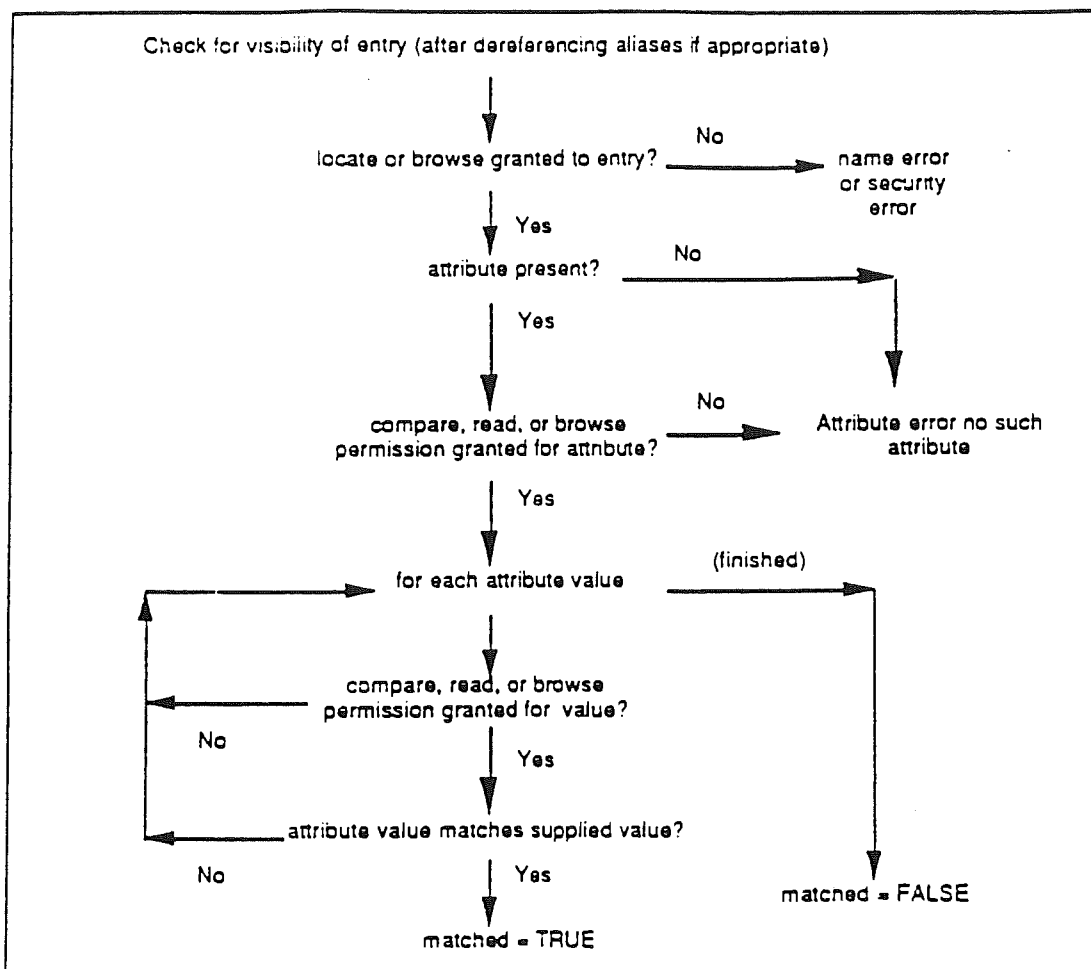 Check for visibility of entry (after dereferencing aliases if appropriate)
No
locate or browse granted to entry?
name error
or security
error
Yes
attribute present?
No
Yes
compare, read, or browse
permission granted for attribute?
No
Attribute error no such
attribute
Yes
for each attribute value
(finished)
compare, read, or browse
permission granted for value?
No
Yes
attribute value matches supplied value?
No
Yes
matched = FALSE
matched = TRUE